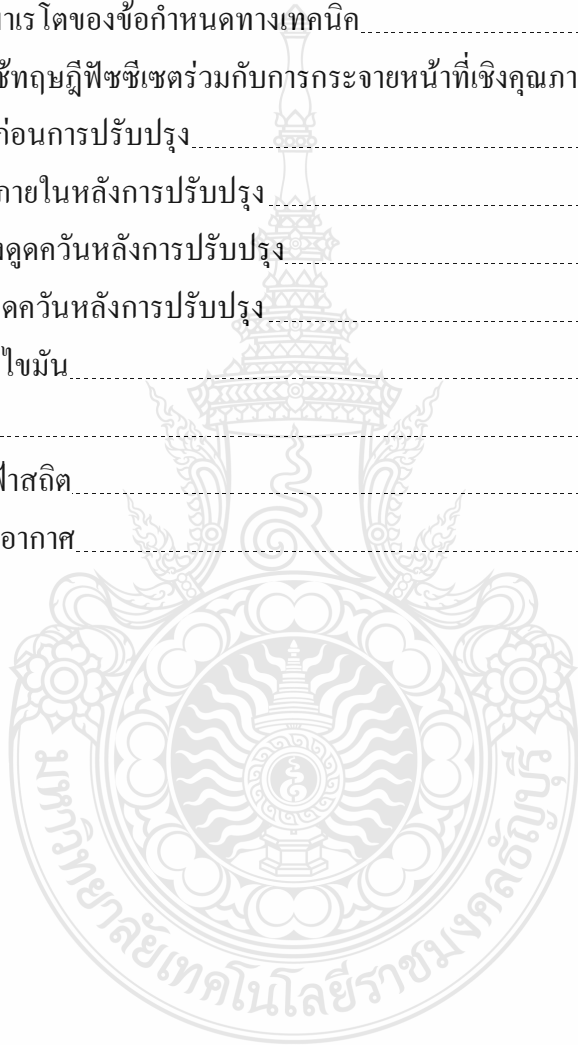 าเรโตของข้อกำหนดทางเทคนิค
ช้ทฤษฎีฟัซซีเซตร่วมกับการกระจายหน้าที่เชิงคุณภา
ก่อนการปรับปรุง
ภายในหลังการปรับปรุง
ดูดควันหลังการปรับปรุง
ดควันหลังการปรับปรุง
ไขมัน
ฟ้าสถิต
อากาศ
มหาวิทยาลัยเทคโนโลยีราชมงคลธัญบุรี